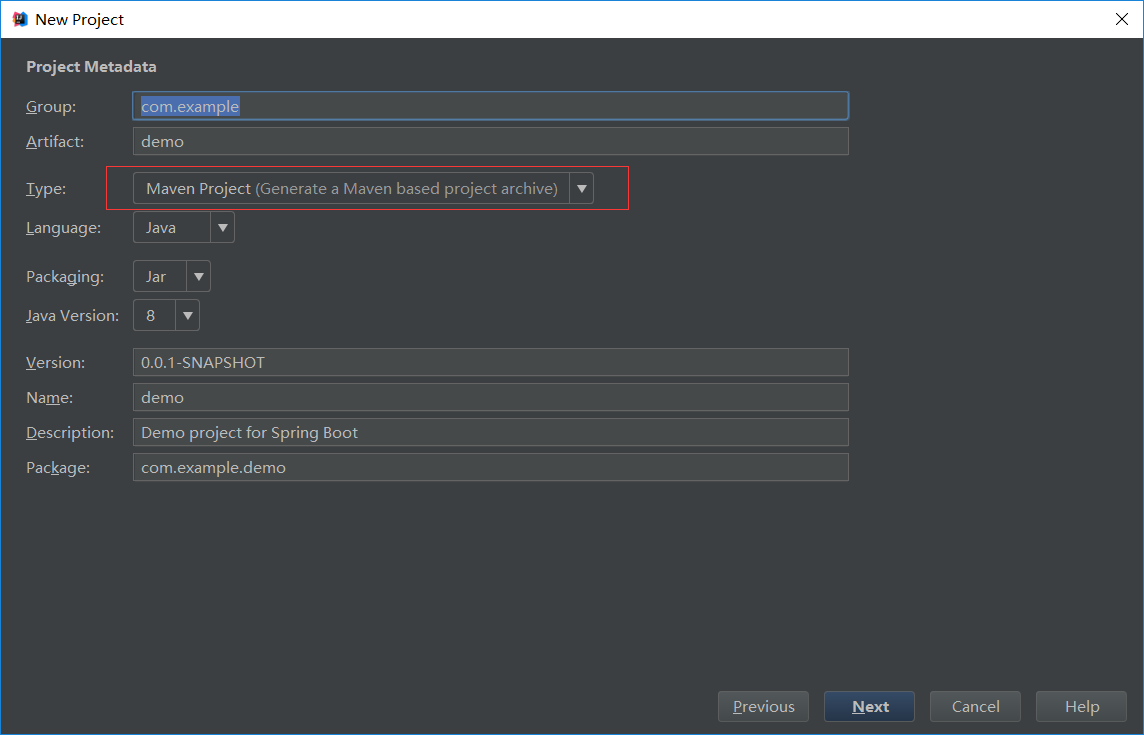 New Project
Project Metadata
Group: com.example
Artifact: demo
Type: Maven Project (Generate a Maven based project archive)
Language: Java
Packaging: Jar
Java Version: 8
Version: 0.0.1-SNAPSHOT
Name: demo
Description: Demo project for Spring Boot
Package: com.example.demo
Previous Next Cancel Help